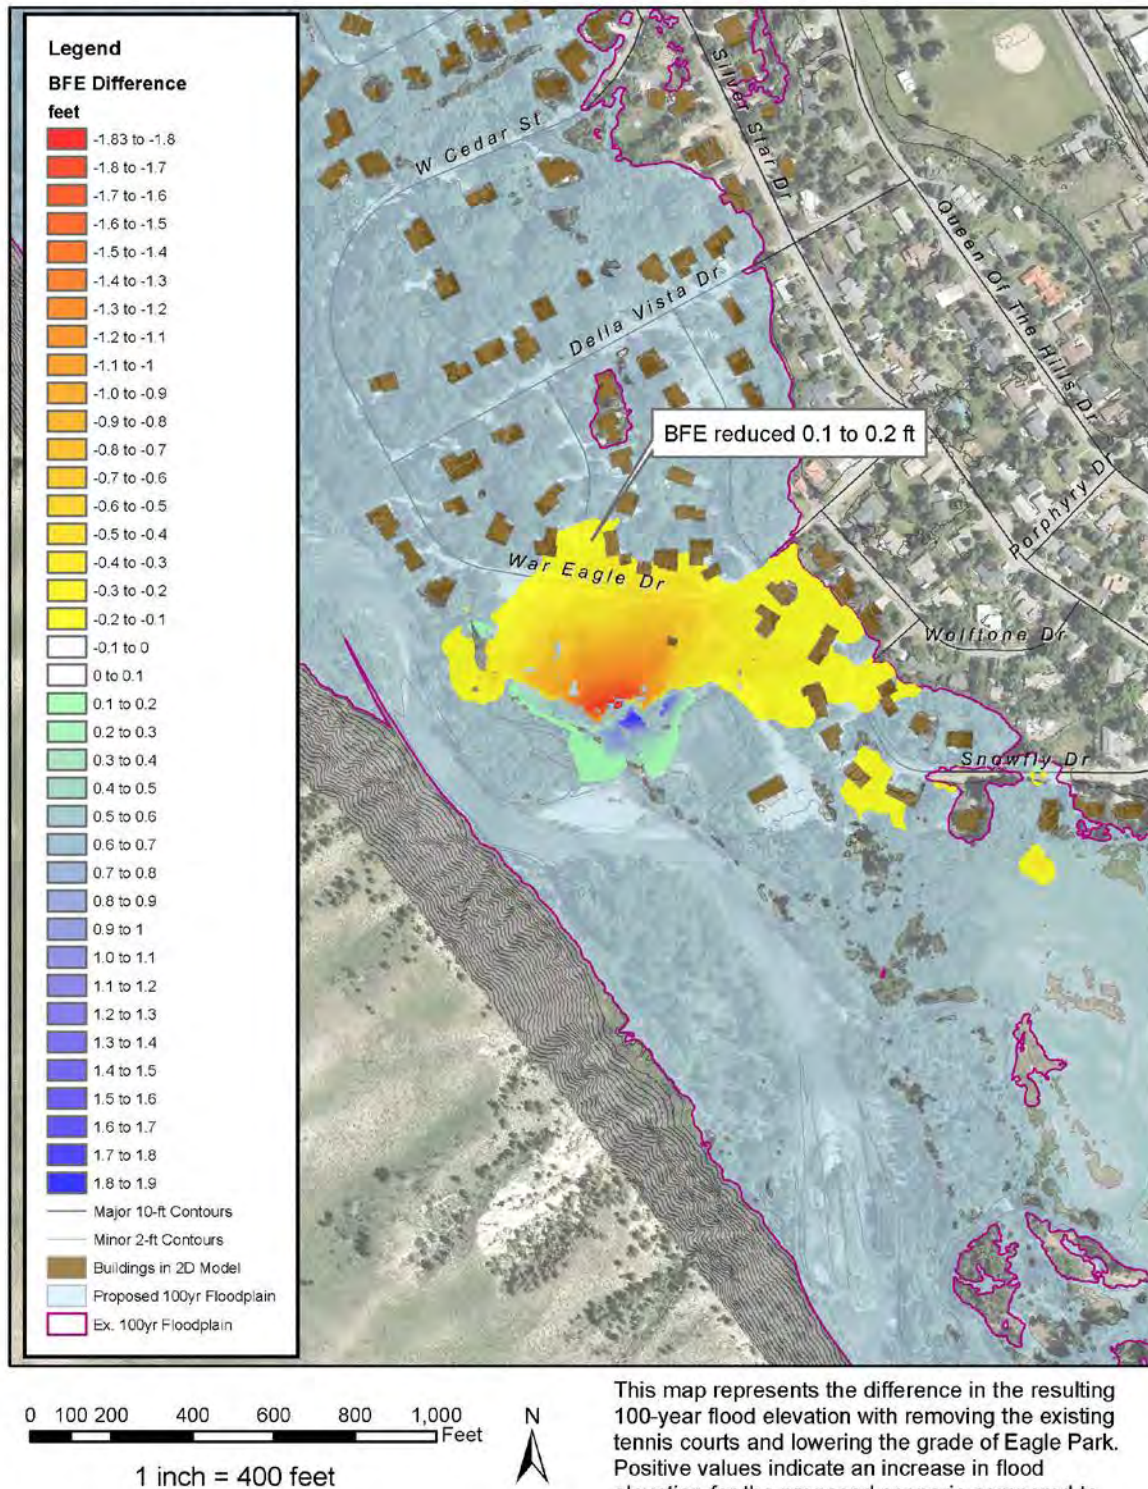 Legend
BFE Difference
feet
-1.83 to -1.8
-1.8 to -1.7
-1.7 to -1.6
-1.6 to -1.5
-1.5 to -1.4
-1.4 to -1.3
-1.3 to -1.2
-1.2 to -1.1
-1.1 to -1
-1.0 to -0.9
-0.9 to -0.8
-0.8 to -0.7
-0.7 to -0.6
-0.6 to -0.5
-0.5 to -0.4
-0.4 to -0.3
-0.3 to -0.2
-0.2 to -0.1
-0.1 to 0
0 to 0.1
0.1 to 0.2
0.2 to 0.3
0.3 to 0.4
0.4 to 0.5
0.5 to 0.6
0.6 to 0.7
0.7 to 0.8
0.8 to 0.9
0.9 to 1
1.0 to 1.1
1.1 to 1.2
1.2 to 1.3
1.3 to 1.4
1.4 to 1.5
1.5 to 1.6
1.6 to 1.7
1.7 to 1.8
1.8 to 1.9
Major 10-ft Contours
Minor 2-ft Contours
Buildings in 2D Model
Proposed 100yr Floodplain
Ex. 100yr Floodplain
W Cedar St
Silver Star Dr
Queen Of The Hills Dr
Della Vista Dr
BFE reduced 0.1 to 0.2 ft
Porphyry Dr
War Eagle Dr
Wolftone Dr
Snowfly Dr
0 100 200 400 600 800 1,000
Feet
N
1 inch = 400 feet
This map represents the difference in the resulting
100-year flood elevation with removing the existing
tennis courts and lowering the grade of Eagle Park.
Positive values indicate an increase in flood
elevation for the proposed scenario compared to